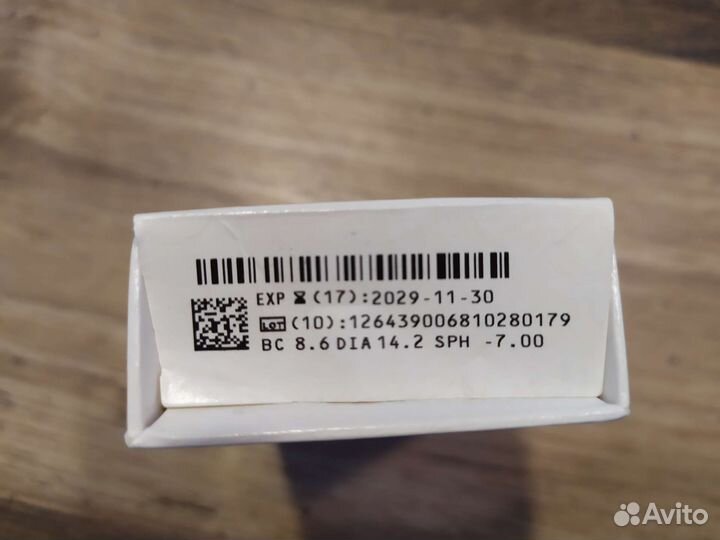 EXP (17):2029-11-30
LOT (10):126439006810280179
BC 8.6 DIA 14.2 SPH -7.00
Avito